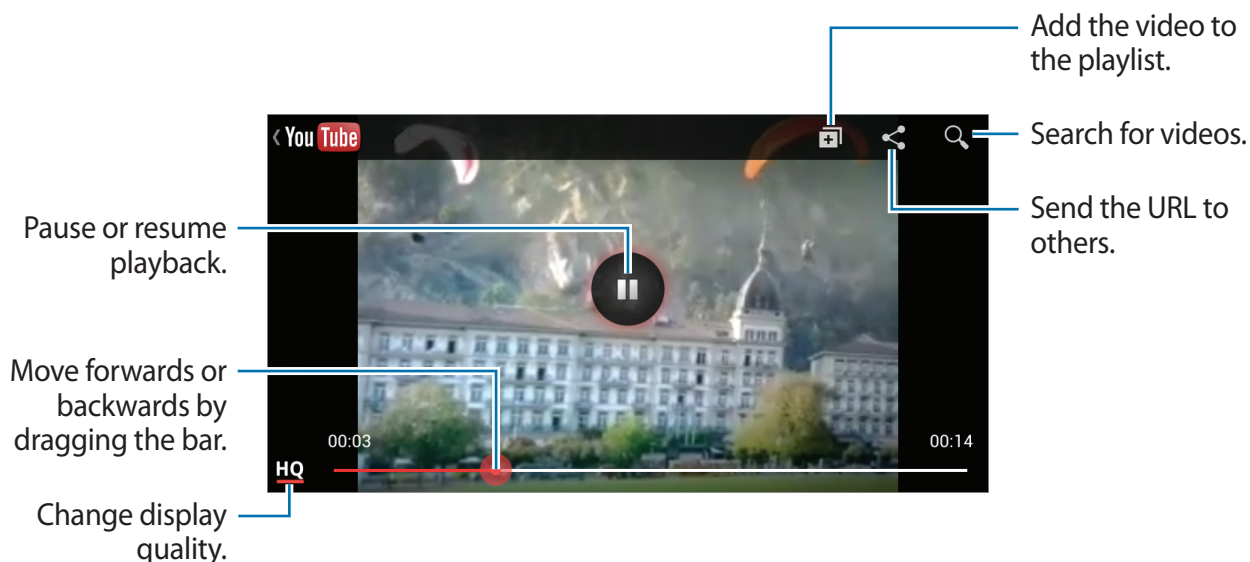 Add the video to
the playlist.
You Tube
Search for videos.
Send the URL to
others.
Pause or resume
playback.
Move forwards or
backwards by
dragging the bar.
00:03
00:14
HQ
Change display
quality.